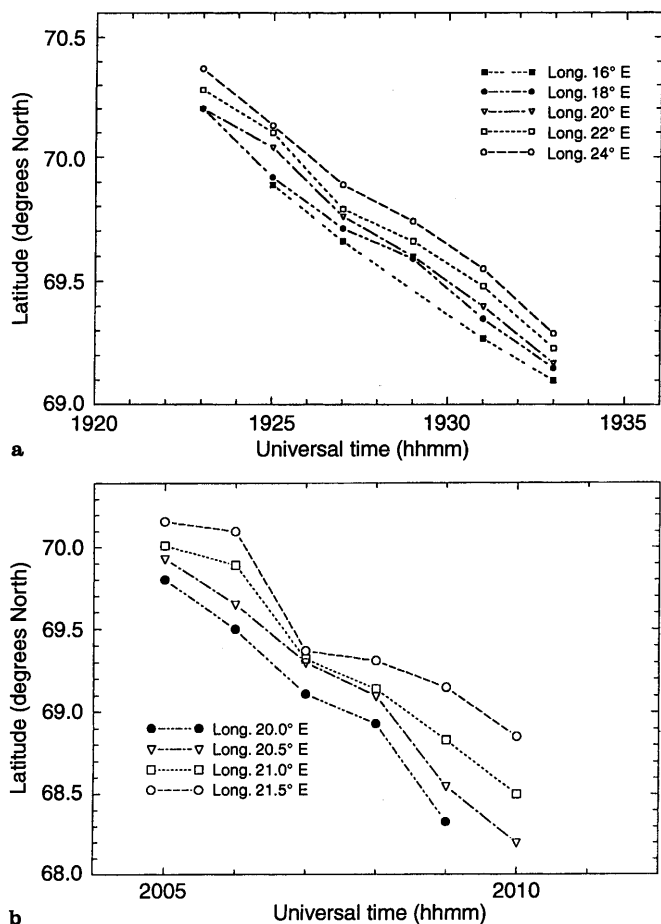 70.5
70.0
69.5
69.0
Latitude (degrees North)
Long. 16° E
Long. 18° E
Long. 20° E
Long. 22° E
Long. 24° E
1920 1925 1930 1935
Universal time (hhmm)
a
70.0
69.5
69.0
68.5
68.0
Latitude (degrees North)
Long. 20.0° E
Long. 20.5° E
Long. 21.0° E
Long. 21.5° E
2005 2010
Universal time (hhmm)
b